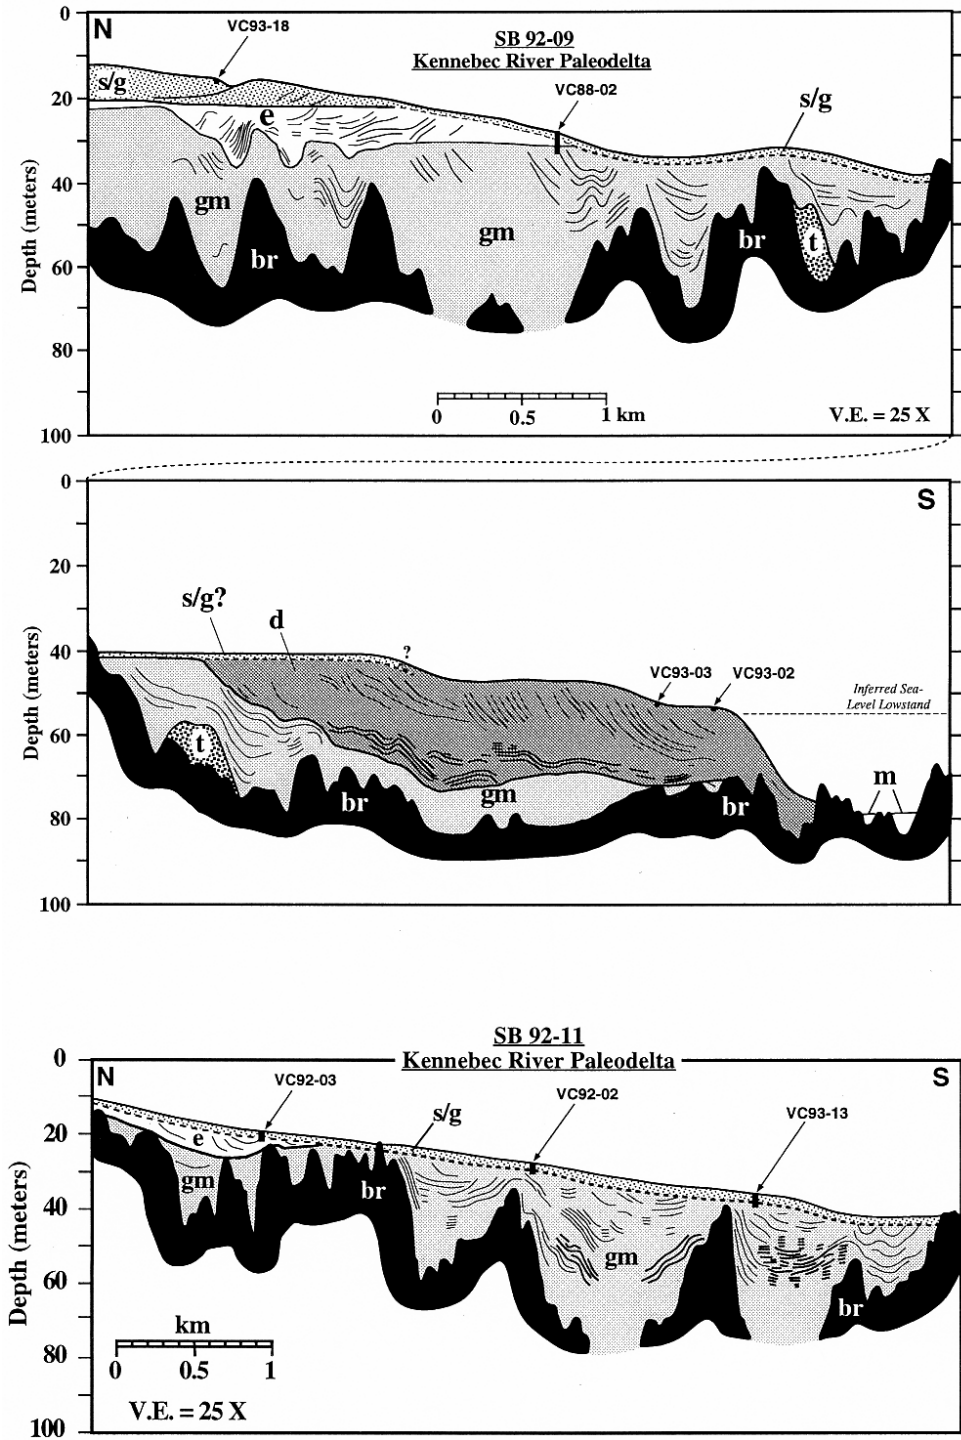 N
VC93-18
SB 92-09
Kennebec River Paleodelta
VC88-02
s/g
s/g
e
gm
gm
br
br
t
Depth (meters)
0
20
40
60
80
100
0 0.5 1 km
V.E. = 25 X
S
s/g?
d
?
VC93-03
VC93-02
Inferred Sea-
Level Lowstand
t
br
gm
br
m
Depth (meters)
0
20
40
60
80
100
SB 92-11
Kennebec River Paleodelta
N
S
VC92-03
VC92-02
VC93-13
s/g
e
gm
br
gm
br
Depth (meters)
0
20
40
60
80
100
km
0 0.5 1
V.E. = 25 X